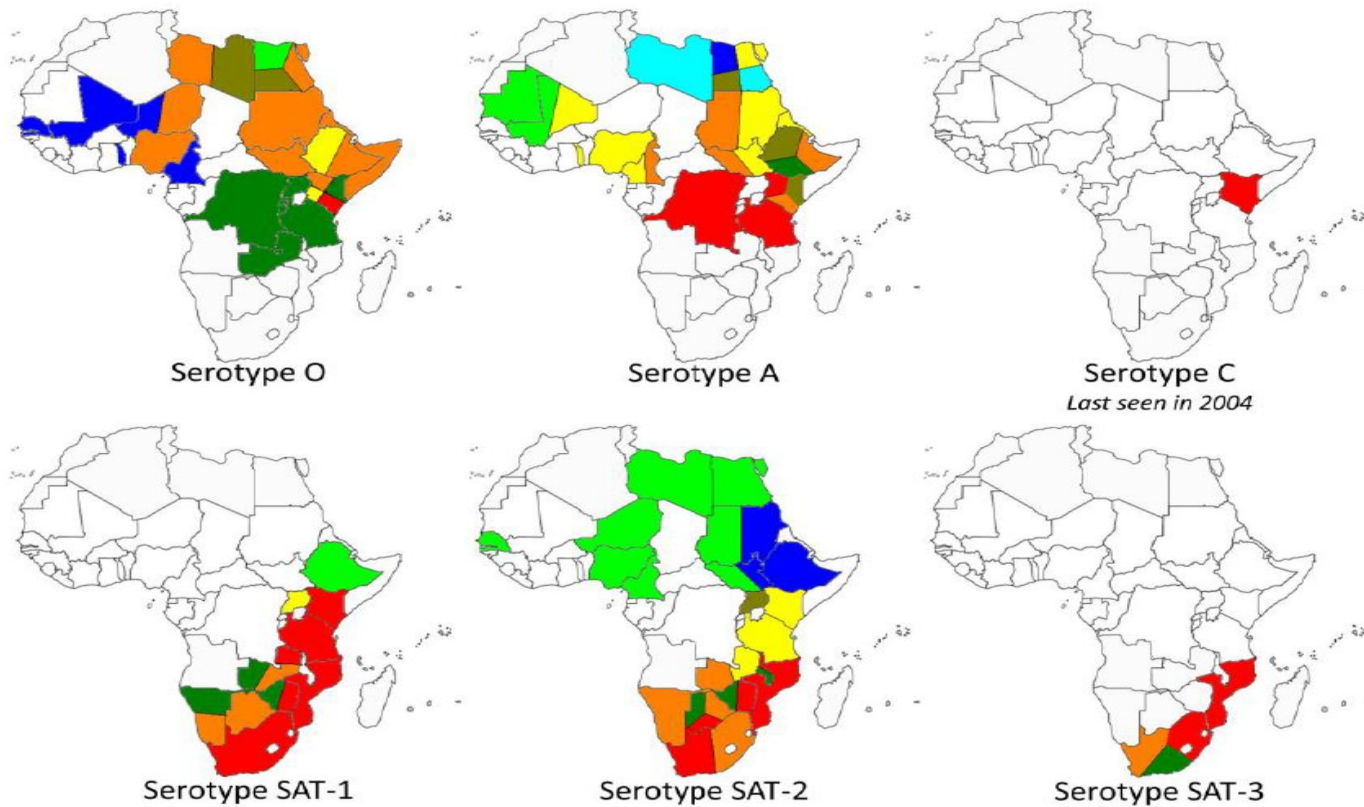 Serotype O
Serotype A
Serotype C
Last seen in 2004
Serotype SAT-1
Serotype SAT-2
Serotype SAT-3